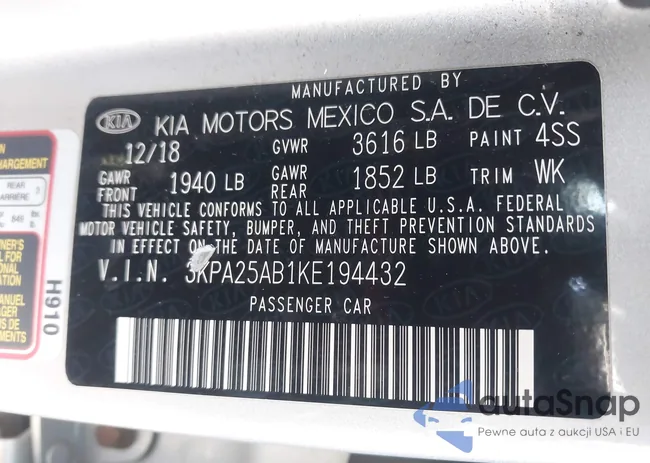 MANUFACTURED BY
KIA KIA MOTORS MEXICO S.A. DE C.V.
12/18 GVWR 3616 LB PAINT 4SS
GAWR FRONT 1940 LB GAWR REAR 1852 LB TRIM WK
THIS VEHICLE CONFORMS TO ALL APPLICABLE U.S.A. FEDERAL
MOTOR VEHICLE SAFETY, BUMPER, AND THEFT PREVENTION STANDARDS
IN EFFECT ON THE DATE OF MANUFACTURE SHOWN ABOVE.
V.I.N. 3KPA25AB1KE194432
PASSENGER CAR
H910
REAR
autoSnap
Pewne auta z aukcji USA i EU